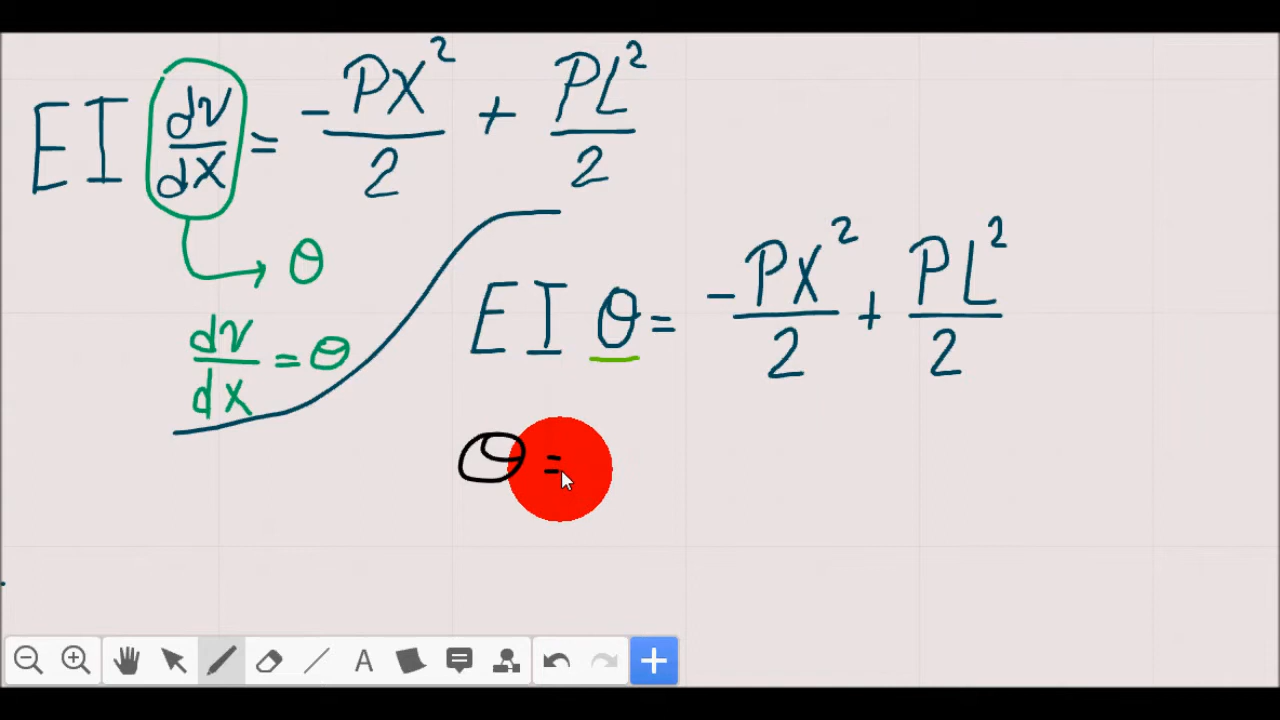 EI dv/dx = -PX²/2 + PL²/2
→ θ
dv/dx = θ
EI θ = -PX²/2 + PL²/2
θ =
A